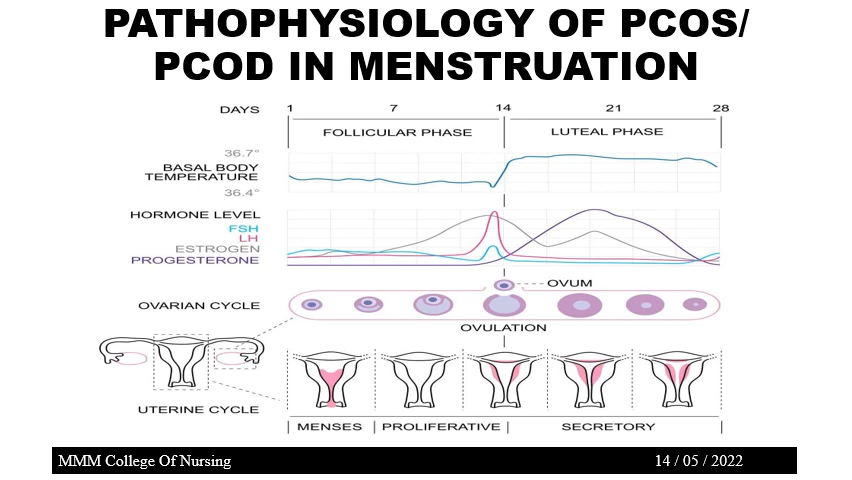 PATHOPHYSIOLOGY OF PCOS/
PCOD IN MENSTRUATION
DAYS 1 7 14 21 28
FOLLICULAR PHASE LUTEAL PHASE
36.7°
BASAL BODY
TEMPERATURE
36.4°
HORMONE LEVEL
FSH
LH
ESTROGEN
PROGESTERONE
OVUM
OVARIAN CYCLE
OVULATION
UTERINE CYCLE
MENSES PROLIFERATIVE SECRETORY
MMM College Of Nursing 14 / 05 / 2022